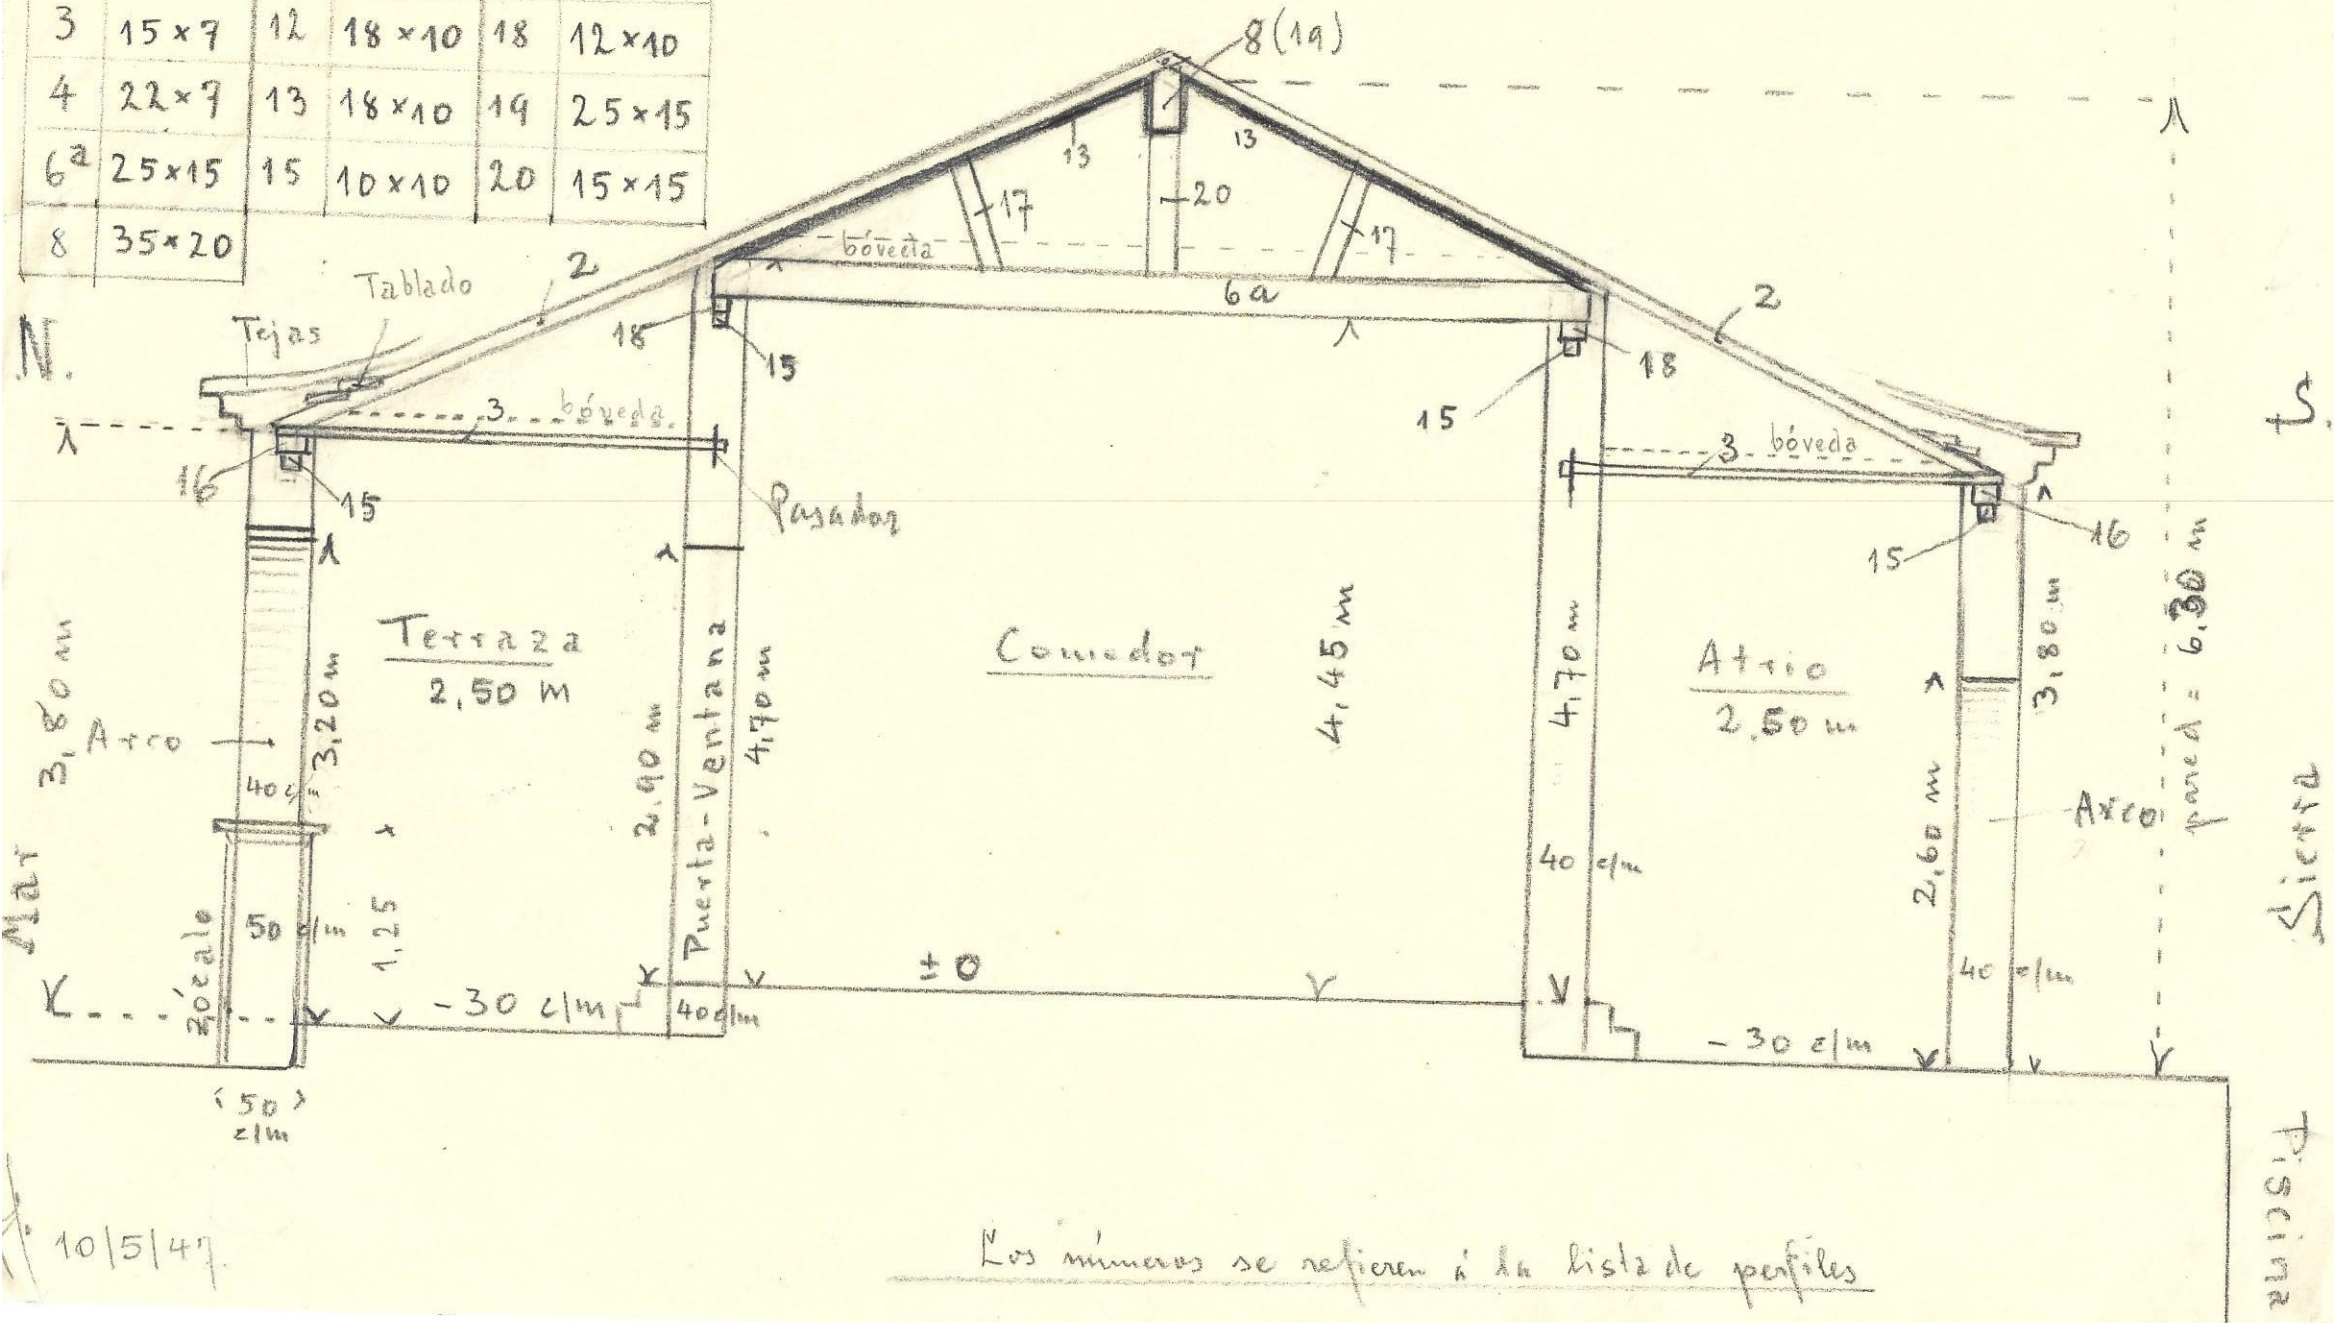 3 15×7 12 18×10 18 12×10
4 22×7 13 18×10 19 25×15
6a 25×15 15 10×10 20 15×15
8 35×20
8(19)
13 13
17 20 17
bóveda
6a
2
Tablado
Tejas
N.
18
15
2
18
15
S.
3 bóveda
16
15
Pasador
3 bóveda
15
16
3,80 m
Arco
3,20 m
40 c/m
Terraza
2,50 m
2.90 m
Puerta-Ventana
4,70 m
Comedor
4,45 m
4,70 m
40 c/m
Atrio
2.50 m
2,60 m
3,80 m
Arco
pared = 6,30 m
Sierra
Mar
Zócalo
50 c/m
1,25
-30 c/m
40 c/m
±0
-30 c/m
40 c/m
50
c/m
Piscina
10/5/47.
Los números se refieren á la lista de perfiles